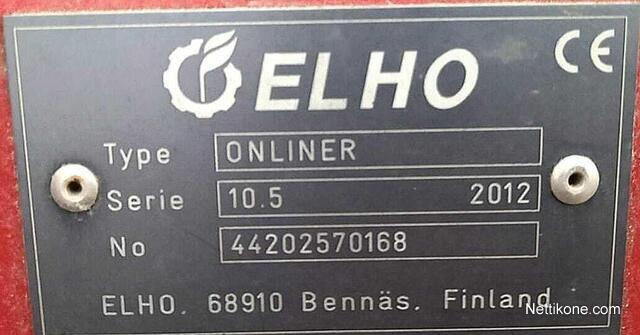 ELHO
CE
Type ONLINER
Serie 10.5 2012
No 44202570168
ELHO. 68910 Bennäs. Finland
Nettikone.com